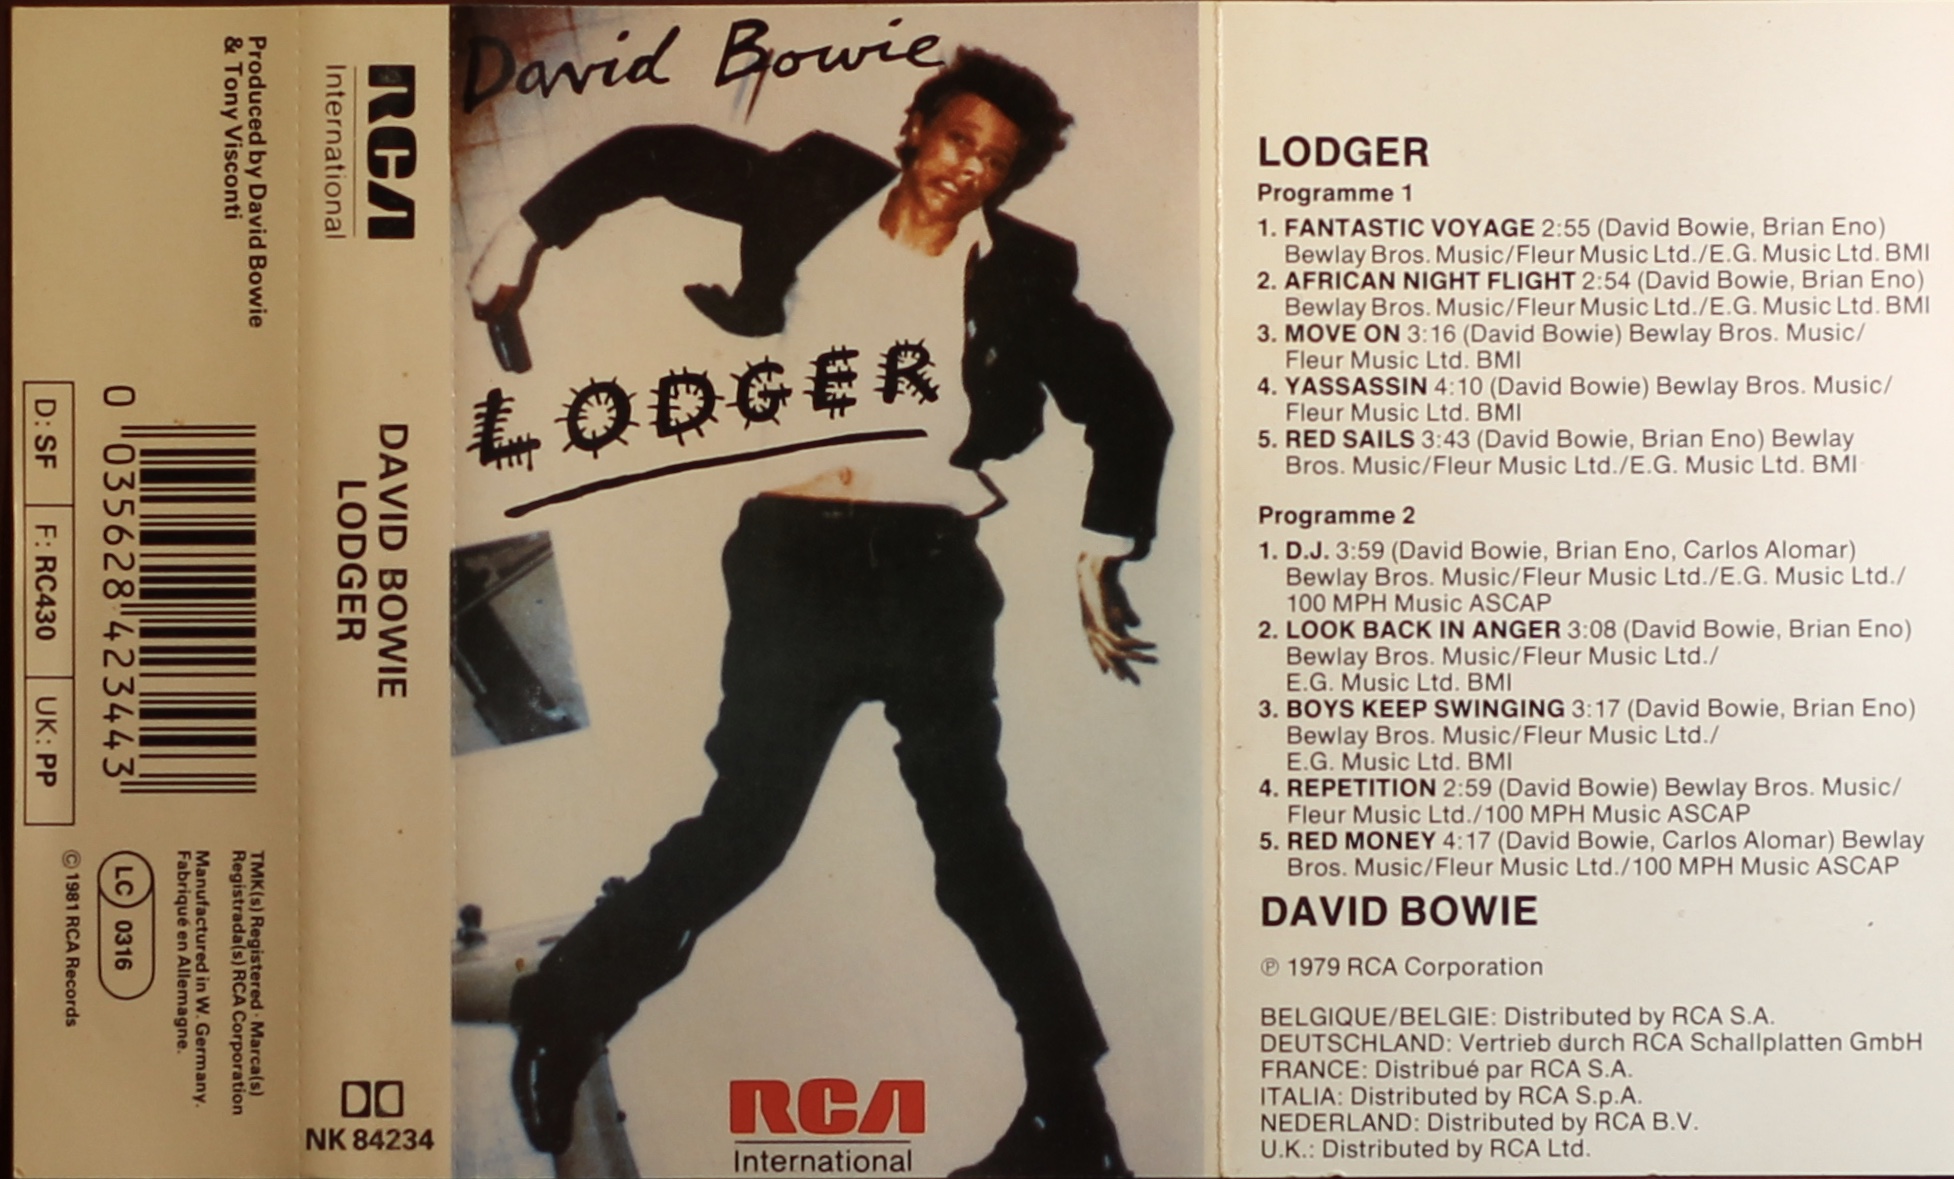 Produced by David Bowie
& Tony Visconti
0 035628 423443
D: SF
F: RC430
UK: PP
TMK(s) Registered · Marca(s)
Registrada(s) RCA Corporation
Manufactured in W. Germany.
Fabriqué en Allemagne.
LC 0316
© 1981 RCA Records
RCA
International
DAVID BOWIE
LODGER
NK 84234
David Bowie
LODGER
RCA
International
LODGER
Programme 1
1. FANTASTIC VOYAGE 2:55 (David Bowie, Brian Eno)
Bewlay Bros. Music/Fleur Music Ltd./E.G. Music Ltd. BMI
2. AFRICAN NIGHT FLIGHT 2:54 (David Bowie, Brian Eno)
Bewlay Bros. Music/Fleur Music Ltd./E.G. Music Ltd. BMI
3. MOVE ON 3:16 (David Bowie) Bewlay Bros. Music/
Fleur Music Ltd. BMI
4. YASSASSIN 4:10 (David Bowie) Bewlay Bros. Music/
Fleur Music Ltd. BMI
5. RED SAILS 3:43 (David Bowie, Brian Eno) Bewlay
Bros. Music/Fleur Music Ltd./E.G. Music Ltd. BMI
Programme 2
1. D.J. 3:59 (David Bowie, Brian Eno, Carlos Alomar)
Bewlay Bros. Music/Fleur Music Ltd./E.G. Music Ltd./
100 MPH Music ASCAP
2. LOOK BACK IN ANGER 3:08 (David Bowie, Brian Eno)
Bewlay Bros. Music/Fleur Music Ltd./
E.G. Music Ltd. BMI
3. BOYS KEEP SWINGING 3:17 (David Bowie, Brian Eno)
Bewlay Bros. Music/Fleur Music Ltd./
E.G. Music Ltd. BMI
4. REPETITION 2:59 (David Bowie) Bewlay Bros. Music/
Fleur Music Ltd./100 MPH Music ASCAP
5. RED MONEY 4:17 (David Bowie, Carlos Alomar) Bewlay
Bros. Music/Fleur Music Ltd./100 MPH Music ASCAP
DAVID BOWIE
℗ 1979 RCA Corporation
BELGIQUE/BELGIE: Distributed by RCA S.A.
DEUTSCHLAND: Vertrieb durch RCA Schallplatten GmbH
FRANCE: Distribué par RCA S.A.
ITALIA: Distributed by RCA S.p.A.
NEDERLAND: Distributed by RCA B.V.
U.K.: Distributed by RCA Ltd.